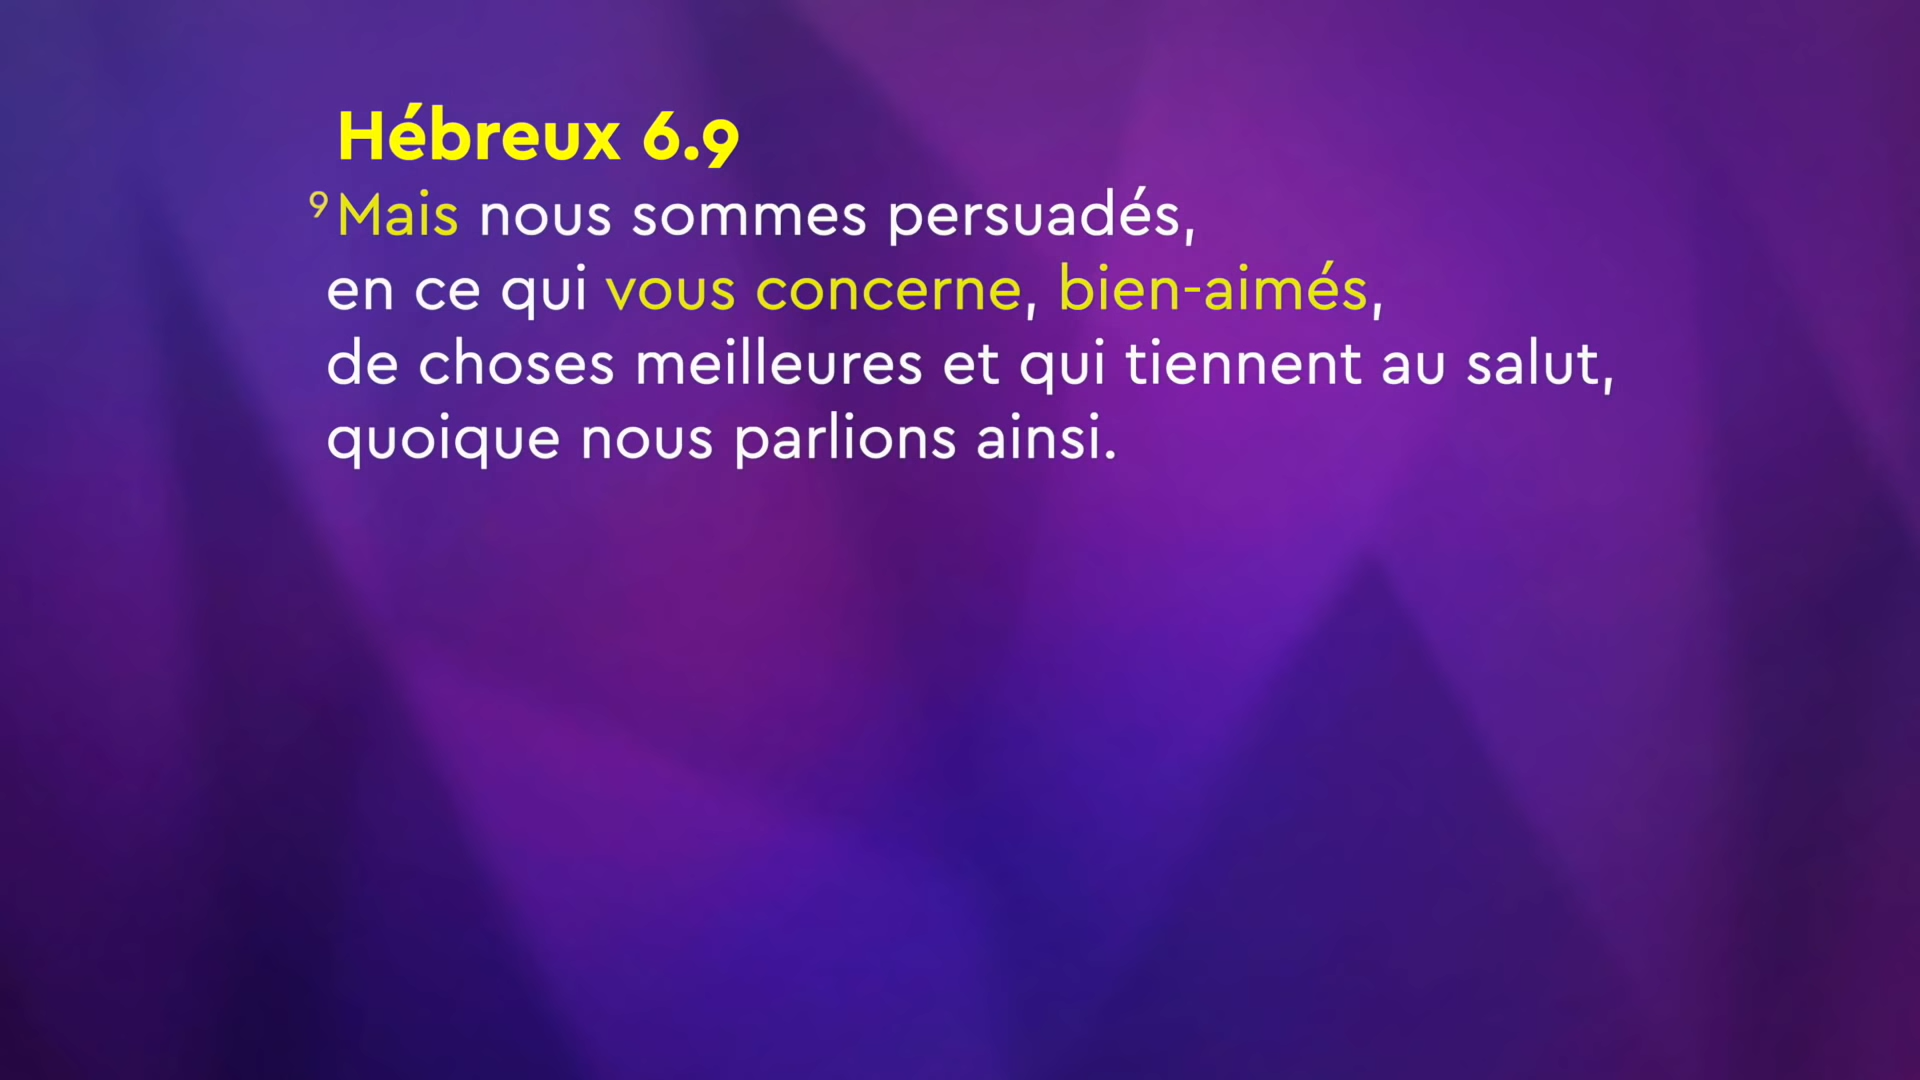 Hébreux 6.9
9 Mais nous sommes persuadés,
en ce qui vous concerne, bien-aimés,
de choses meilleures et qui tiennent au salut,
quoique nous parlions ainsi.